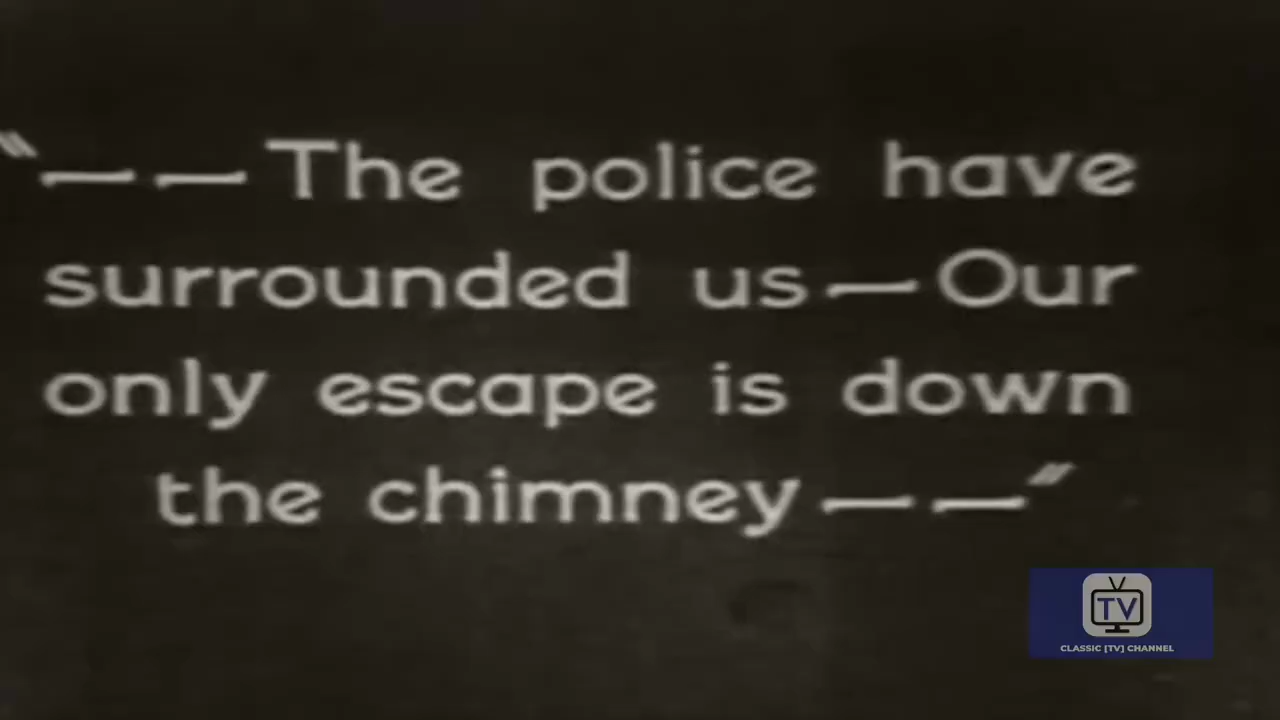 "——The police have
surrounded us—Our
only escape is down
the chimney——"
TV
CLASSIC [TV] CHANNEL